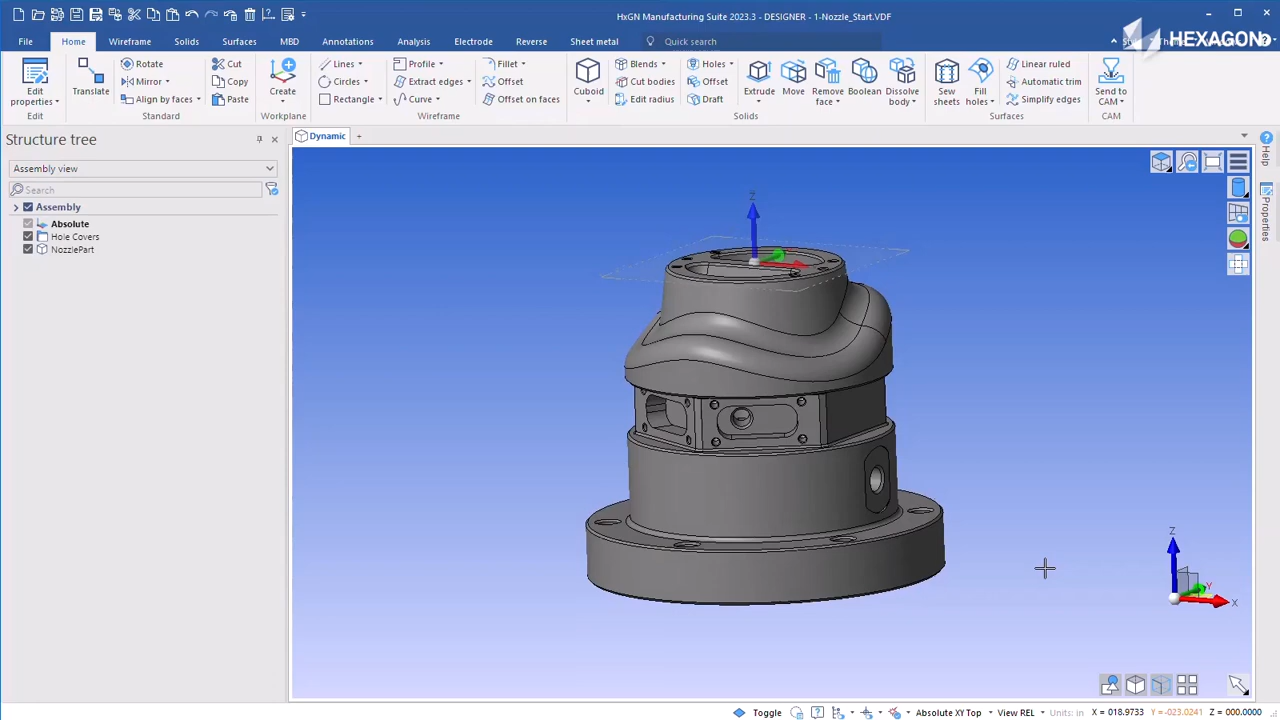 HxGN Manufacturing Suite 2023.3 - DESIGNER - 1-Nozzle_Start.VDF
File Home Wireframe Solids Surfaces MBD Annotations Analysis Electrode Reverse Sheet metal Quick search
HEXAGON
Edit properties
Edit
Translate
Rotate
Mirror
Align by faces
Cut
Copy
Paste
Standard
Create
Workplane
Lines
Circles
Rectangle
Profile
Extract edges
Curve
Fillet
Offset
Offset on faces
Wireframe
Cuboid
Blends
Cut bodies
Edit radius
Holes
Offset
Draft
Extrude
Move
Remove face
Boolean
Dissolve body
Solids
Sew sheets
Fill holes
Linear ruled
Automatic trim
Simplify edges
Surfaces
Send to CAM
CAM
Structure tree
Assembly view
Search
Assembly
Absolute
Hole Covers
NozzlePart
Dynamic
Help
Properties
Z
Z
Y
X
Toggle
Absolute XY Top
View REL
Units: in
X = 018.9733
Y = -023.0241
Z = 000.0000